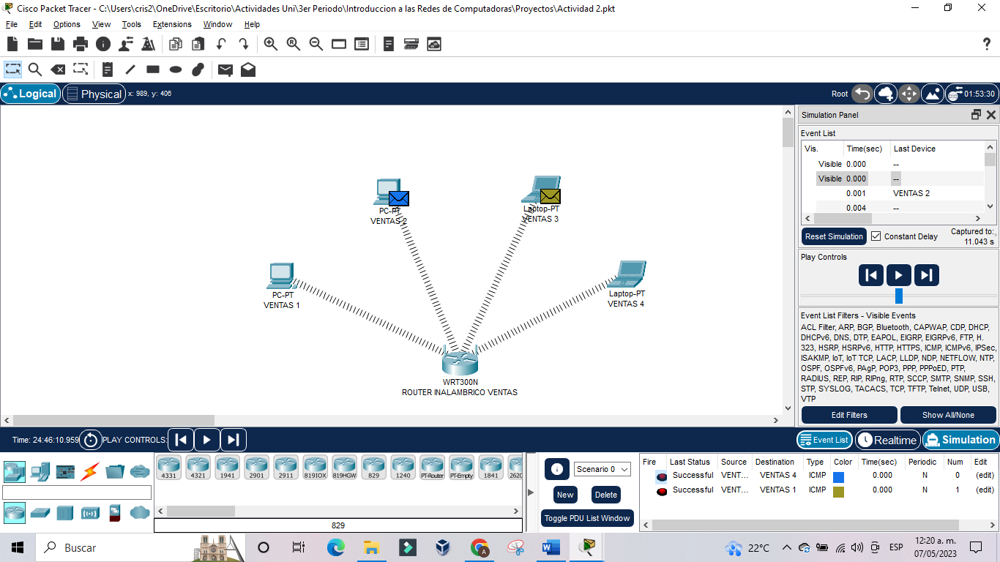 Cisco Packet Tracer - C:\Users\cris2\OneDrive\Escritorio\Actividades Uni\3er Periodo\Introduccion a las Redes de Computadoras\Proyectos\Actividad 2.pkt
File Edit Options View Tools Extensions Window Help
Logical Physical x: 989, y: 406 Root 01:53:30
Simulation Panel
Event List
Vis. Time(sec) Last Device
Visible 0.000 --
Visible 0.000 --
0.001 VENTAS 2
0.004 --
Reset Simulation Constant Delay Captured to:
11.043 s
Play Controls
Event List Filters - Visible Events
ACL Filter, ARP, BGP, Bluetooth, CAPWAP, CDP, DHCP,
DHCPv6, DNS, DTP, EAPOL, EIGRP, EIGRPv6, FTP, H.
323, HSRP, HSRPv6, HTTP, HTTPS, ICMP, ICMPv6, IPSec,
ISAKMP, IoT, IoT TCP, LACP, LLDP, NDP, NETFLOW, NTP,
OSPF, OSPFv6, PAgP, POP3, PPP, PPPoED, PTP,
RADIUS, REP, RIP, RIPng, RTP, SCCP, SMTP, SNMP, SSH,
STP, SYSLOG, TACACS, TCP, TFTP, Telnet, UDP, USB,
VTP
Edit Filters Show All/None
PC-PT
VENTAS 2
Laptop-PT
VENTAS 3
PC-PT
VENTAS 1
Laptop-PT
VENTAS 4
WRT300N
ROUTER INALAMBRICO VENTAS
Time: 24:46:10.959 PLAY CONTROLS: Event List Realtime Simulation
4331 4321 1941 2901 2911 819IOX 819HGW 829 1240 PT-Router PT-Empty 1841 2620
829
Scenario 0
New Delete
Toggle PDU List Window
Fire Last Status Source Destination Type Color Time(sec) Periodic Num Edit
Successful VENT... VENTAS 4 ICMP 0.000 N 0 (edit)
Successful VENT... VENTAS 1 ICMP 0.000 N 1 (edit)
Buscar 22°C ESP 12:20 a. m.
07/05/2023